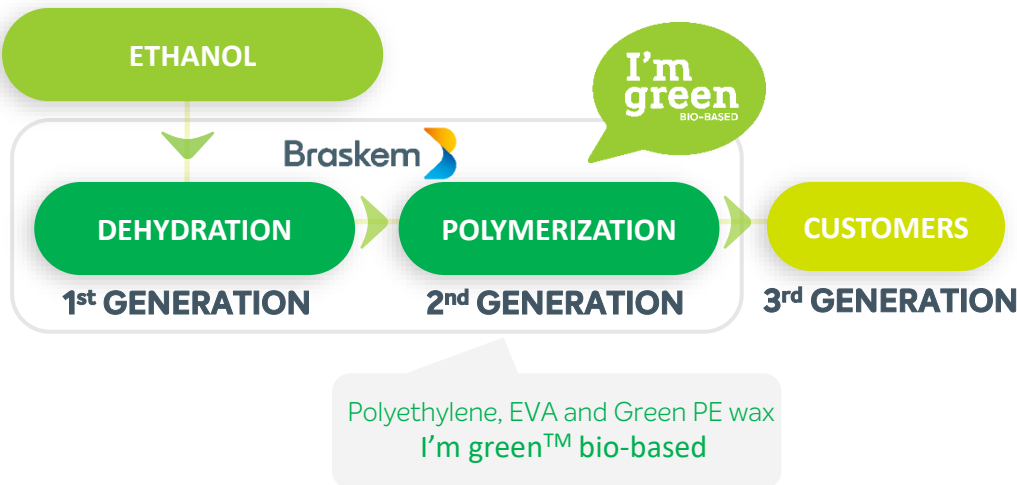 ETHANOL
I'm
green
BIO-BASED
Braskem
DEHYDRATION
POLYMERIZATION
CUSTOMERS
1st GENERATION
2nd GENERATION
3rd GENERATION
Polyethylene, EVA and Green PE wax
I'm green™ bio-based